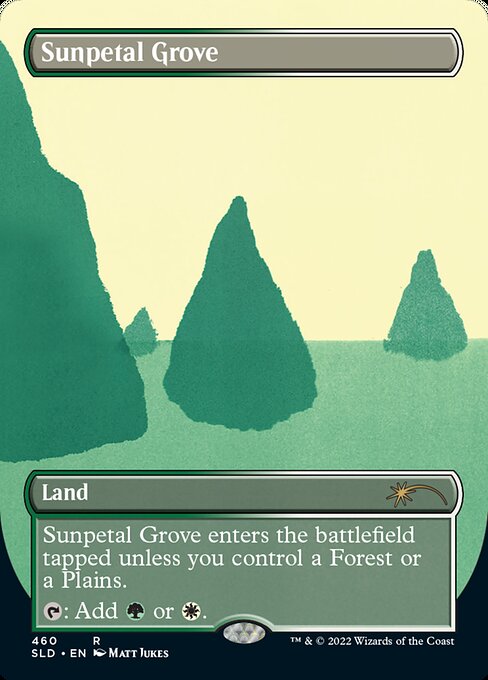 Sunpetal Grove
Land
Sunpetal Grove enters the battlefield
tapped unless you control a Forest or
a Plains.
: Add or .
460 R
SLD • EN Matt Jukes
™ & © 2022 Wizards of the Coast